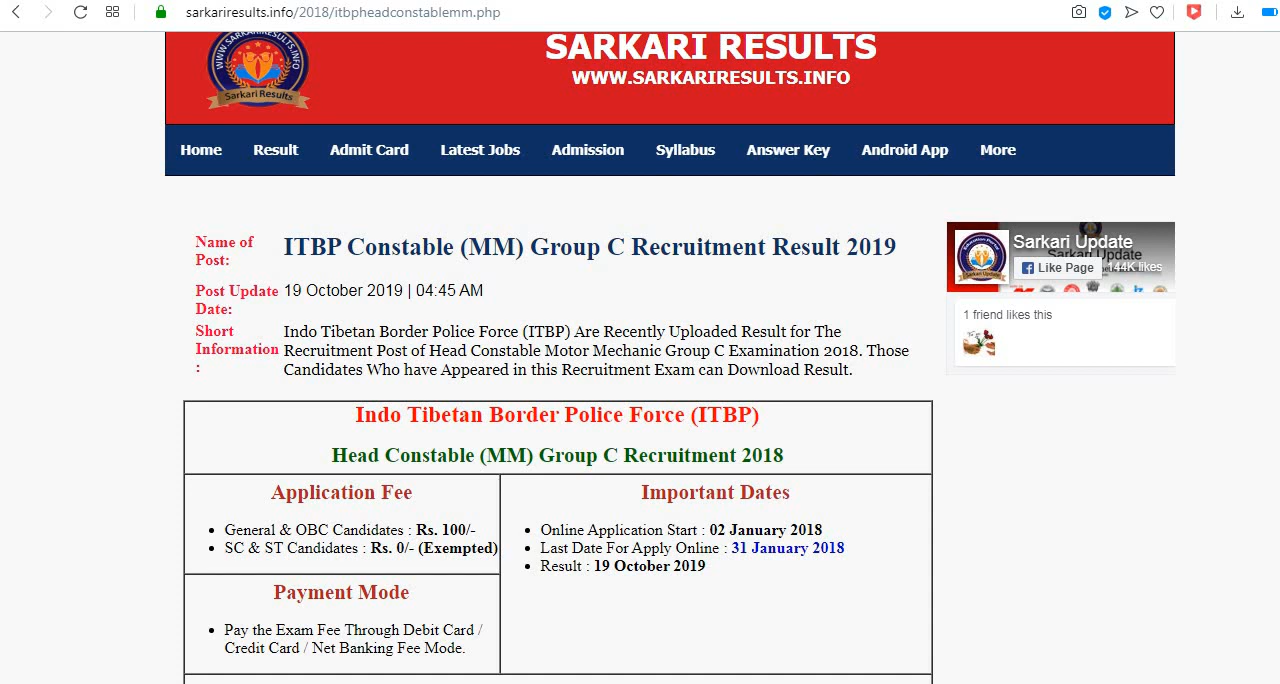 sarkariresults.info/2018/itbpheadconstablemm.php
WWW.SARKARIRESULTS.INFO
Sarkari Results
SARKARI RESULTS
WWW.SARKARIRESULTS.INFO
Home Result Admit Card Latest Jobs Admission Syllabus Answer Key Android App More
Name of
Post:
ITBP Constable (MM) Group C Recruitment Result 2019
Post Update
Date:
19 October 2019 | 04:45 AM
Short
Information
:
Indo Tibetan Border Police Force (ITBP) Are Recently Uploaded Result for The
Recruitment Post of Head Constable Motor Mechanic Group C Examination 2018. Those
Candidates Who have Appeared in this Recruitment Exam can Download Result.
Sarkari Update
Sarkari Update
Like Page
144K likes
1 friend likes this
Indo Tibetan Border Police Force (ITBP)
Head Constable (MM) Group C Recruitment 2018
Application Fee
• General & OBC Candidates : Rs. 100/-
• SC & ST Candidates : Rs. 0/- (Exempted)
Important Dates
• Online Application Start : 02 January 2018
• Last Date For Apply Online : 31 January 2018
• Result : 19 October 2019
Payment Mode
• Pay the Exam Fee Through Debit Card /
Credit Card / Net Banking Fee Mode.